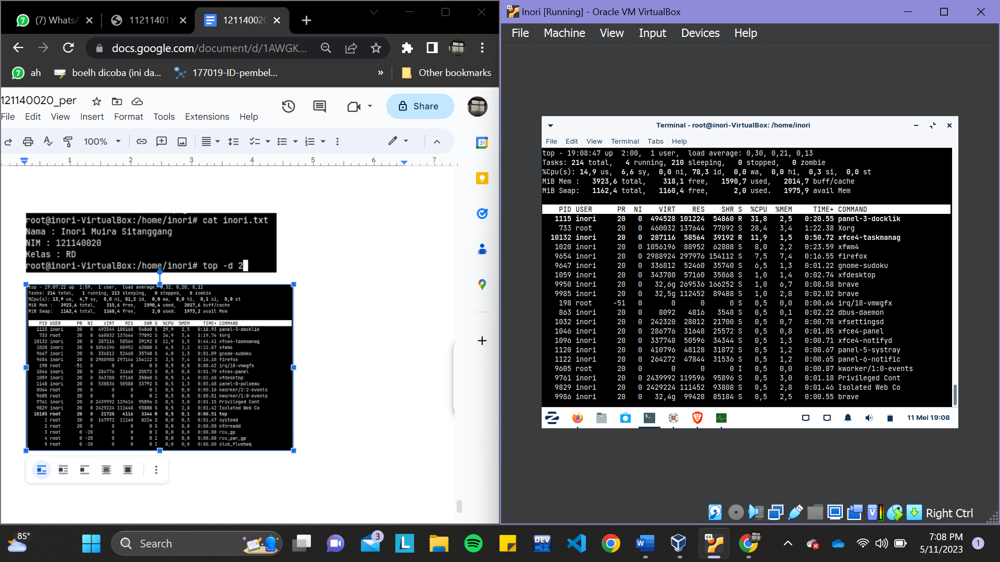 (7) WhatsA
112114011
121140020
docs.google.com/document/d/1AWGK...
ah
boelh dicoba (ini da...
177019-ID-pembel...
»
Other bookmarks
121140020_per
Share
File Edit View Insert Format Tools Extensions Help
100%
1 2 3 4 5 6 7
root@inori-VirtualBox:/home/inori# cat inori.txt
Nama : Inori Muira Sitanggang
NIM : 121140020
Kelas : RD
root@inori-VirtualBox:/home/inori# top -d 2
top - 19:07:22 up 1:59, 1 user, load average: 0,32, 0,20, 0,12
Tasks: 214 total, 1 running, 213 sleeping, 0 stopped, 0 zombie
%Cpu(s): 13,9 us, 4,7 sy, 0,0 ni, 81,2 id, 0,0 wa, 0,0 hi, 0,1 si, 0,0 st
MiB Mem : 3923,6 total, 315,6 free, 1590,4 used, 2017,6 buff/cache
MiB Swap: 1162,4 total, 1160,4 free, 2,0 used. 1973,2 avail Mem
PID USER PR NI VIRT RES SHR S %CPU %MEM TIME+ COMMAND
1115 inori 20 0 493544 100168 54860 S 29,9 2,5 0:18.93 panel-3-docklik
733 root 20 0 460032 137644 77892 S 24,9 3,4 1:19.74 Xorg
10132 inori 20 0 287116 58564 39192 S 11,9 1,5 0:44.41 xfce4-taskmanag
1020 inori 20 0 1056196 88952 62808 S 6,5 2,2 0:22.87 xfwm4
9647 inori 20 0 336812 52460 35740 S 4,0 1,3 0:01.09 gnome-sudoku
9654 inori 20 0 2988908 297144 154112 S 3,5 7,4 0:16.10 firefox
198 root -51 0 0 0 0 S 0,5 0,0 0:00.62 irq/18-vmwgfx
1046 inori 20 0 286776 31648 25572 S 0,5 0,8 0:01.79 xfce4-panel
1059 inori 20 0 343780 57160 35068 S 0,5 1,4 0:02.60 xfdesktop
1148 inori 20 0 530836 50588 33792 S 0,5 1,3 0:05.68 panel-8-pulseau
8064 root 20 0 0 0 0 I 0,5 0,0 0:00.18 kworker/2:2-events
9605 root 20 0 0 0 0 I 0,5 0,0 0:00.81 kworker/1:0-events
9761 inori 20 0 2439992 119416 95896 S 0,5 3,0 0:01.15 Privileged Cont
9829 inori 20 0 2429224 111448 93808 S 0,5 2,8 0:01.42 Isolated Web Co
10185 root 20 0 21728 4116 3344 R 0,5 0,1 0:00.51 top
1 root 20 0 167972 11140 8224 S 0,0 0,3 0:01.47 systemd
2 root 20 0 0 0 0 S 0,0 0,0 0:00.00 kthreadd
3 root 0 -20 0 0 0 I 0,0 0,0 0:00.00 rcu_gp
4 root 0 -20 0 0 0 I 0,0 0,0 0:00.00 rcu_par_gp
5 root 0 -20 0 0 0 I 0,0 0,0 0:00.00 slub_flushwq
31
Inori [Running] - Oracle VM VirtualBox
File Machine View Input Devices Help
Terminal - root@inori-VirtualBox: /home/inori
File Edit View Terminal Tabs Help
top - 19:08:47 up 2:00, 1 user, load average: 0,30, 0,21, 0,13
Tasks: 214 total, 4 running, 210 sleeping, 0 stopped, 0 zombie
%Cpu(s): 14,9 us, 6,6 sy, 0,0 ni, 78,3 id, 0,0 wa, 0,0 hi, 0,3 si, 0,0 st
MiB Mem : 3923,6 total, 318,1 free, 1590,7 used, 2014,7 buff/cache
MiB Swap: 1162,4 total, 1160,4 free, 2,0 used. 1975,9 avail Mem
PID USER PR NI VIRT RES SHR S %CPU %MEM TIME+ COMMAND
1115 inori 20 0 494528 101224 54860 R 31,8 2,5 0:20.55 panel-3-docklik
733 root 20 0 460032 137644 77892 S 28,4 3,4 1:22.38 Xorg
10132 inori 20 0 287116 58564 39192 R 11,9 1,5 0:50.72 xfce4-taskmanag
1020 inori 20 0 1056196 88952 62808 S 8,0 2,2 0:23.59 xfwm4
9654 inori 20 0 2988924 297976 154112 S 7,5 7,4 0:16.55 firefox
9647 inori 20 0 336812 52460 35740 S 6,5 1,3 0:01.22 gnome-sudoku
1059 inori 20 0 343780 57160 35068 S 1,0 1,4 0:02.74 xfdesktop
9950 inori 20 0 32,6g 269536 166252 S 1,0 6,7 0:08.58 brave
9985 inori 20 0 32,5g 112452 89488 S 1,0 2,8 0:02.02 brave
198 root -51 0 0 0 0 S 0,5 0,0 0:00.64 irq/18-vmwgfx
863 inori 20 0 8092 4816 3548 S 0,5 0,1 0:02.22 dbus-daemon
1032 inori 20 0 242320 28012 21700 S 0,5 0,7 0:00.78 xfsettingsd
1046 inori 20 0 286776 31648 25572 S 0,5 0,8 0:01.85 xfce4-panel
1096 inori 20 0 337748 50596 34344 S 0,5 1,3 0:00.71 xfce4-notifyd
1120 inori 20 0 410796 48128 31872 S 0,5 1,2 0:00.67 panel-5-systray
1122 inori 20 0 264272 47844 31536 S 0,5 1,2 0:00.65 panel-6-notific
9605 root 20 0 0 0 0 I 0,5 0,0 0:00.87 kworker/1:0-events
9761 inori 20 0 2439992 119596 95896 S 0,5 3,0 0:01.18 Privileged Cont
9829 inori 20 0 2429224 111452 93808 S 0,5 2,8 0:01.46 Isolated Web Co
9986 inori 20 0 32,4g 99428 85184 S 0,5 2,5 0:00.55 brave
11 Mei 19:08
Right Ctrl
85°
Search
3
L
DEV C++
W
64
7:08 PM
5/11/2023
1